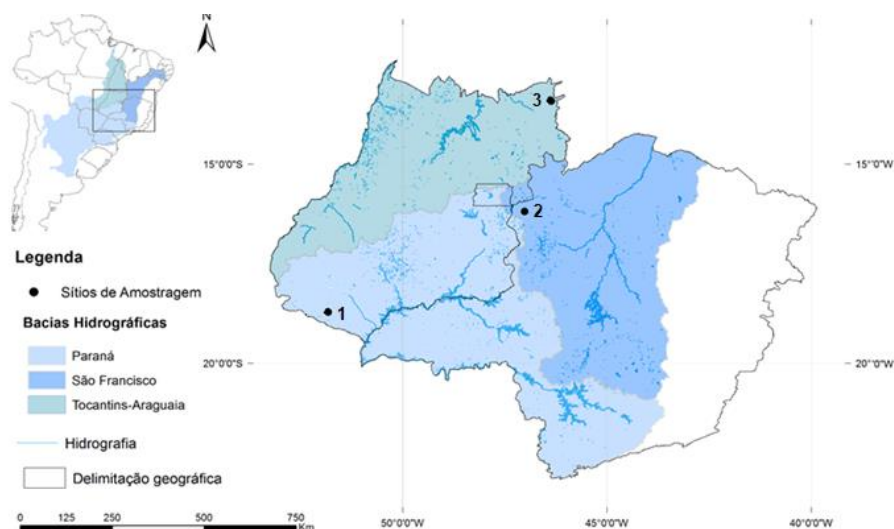 N
3
15°0'0"S
15°0'0"S
2
Legenda
Sítios de Amostragem
1
Bacias Hidrográficas
Paraná
20°0'0"S
20°0'0"S
São Francisco
Tocantins-Araguaia
Hidrografia
Delimitação geográfica
0 125 250 500 750
Km
50°0'0"W
45°0'0"W
40°0'0"W